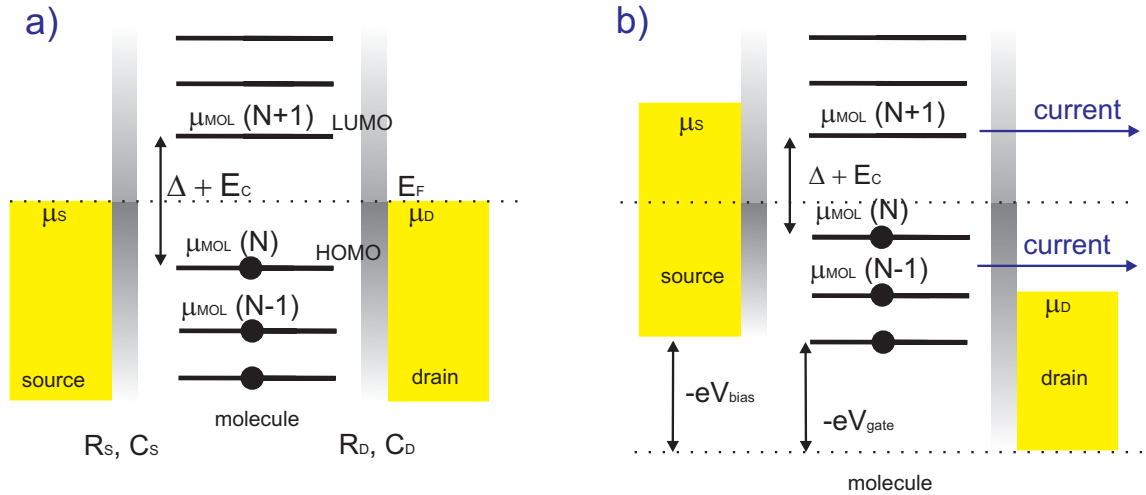 a)
μMOL (N+1)
LUMO
Δ + EC
EF
μS
μD
μMOL (N)
HOMO
μMOL (N-1)
source
drain
molecule
RS, CS
RD, CD
b)
μS
μMOL (N+1)
current
Δ + EC
μMOL (N)
current
source
μMOL (N-1)
μD
drain
-eVbias
-eVgate
molecule